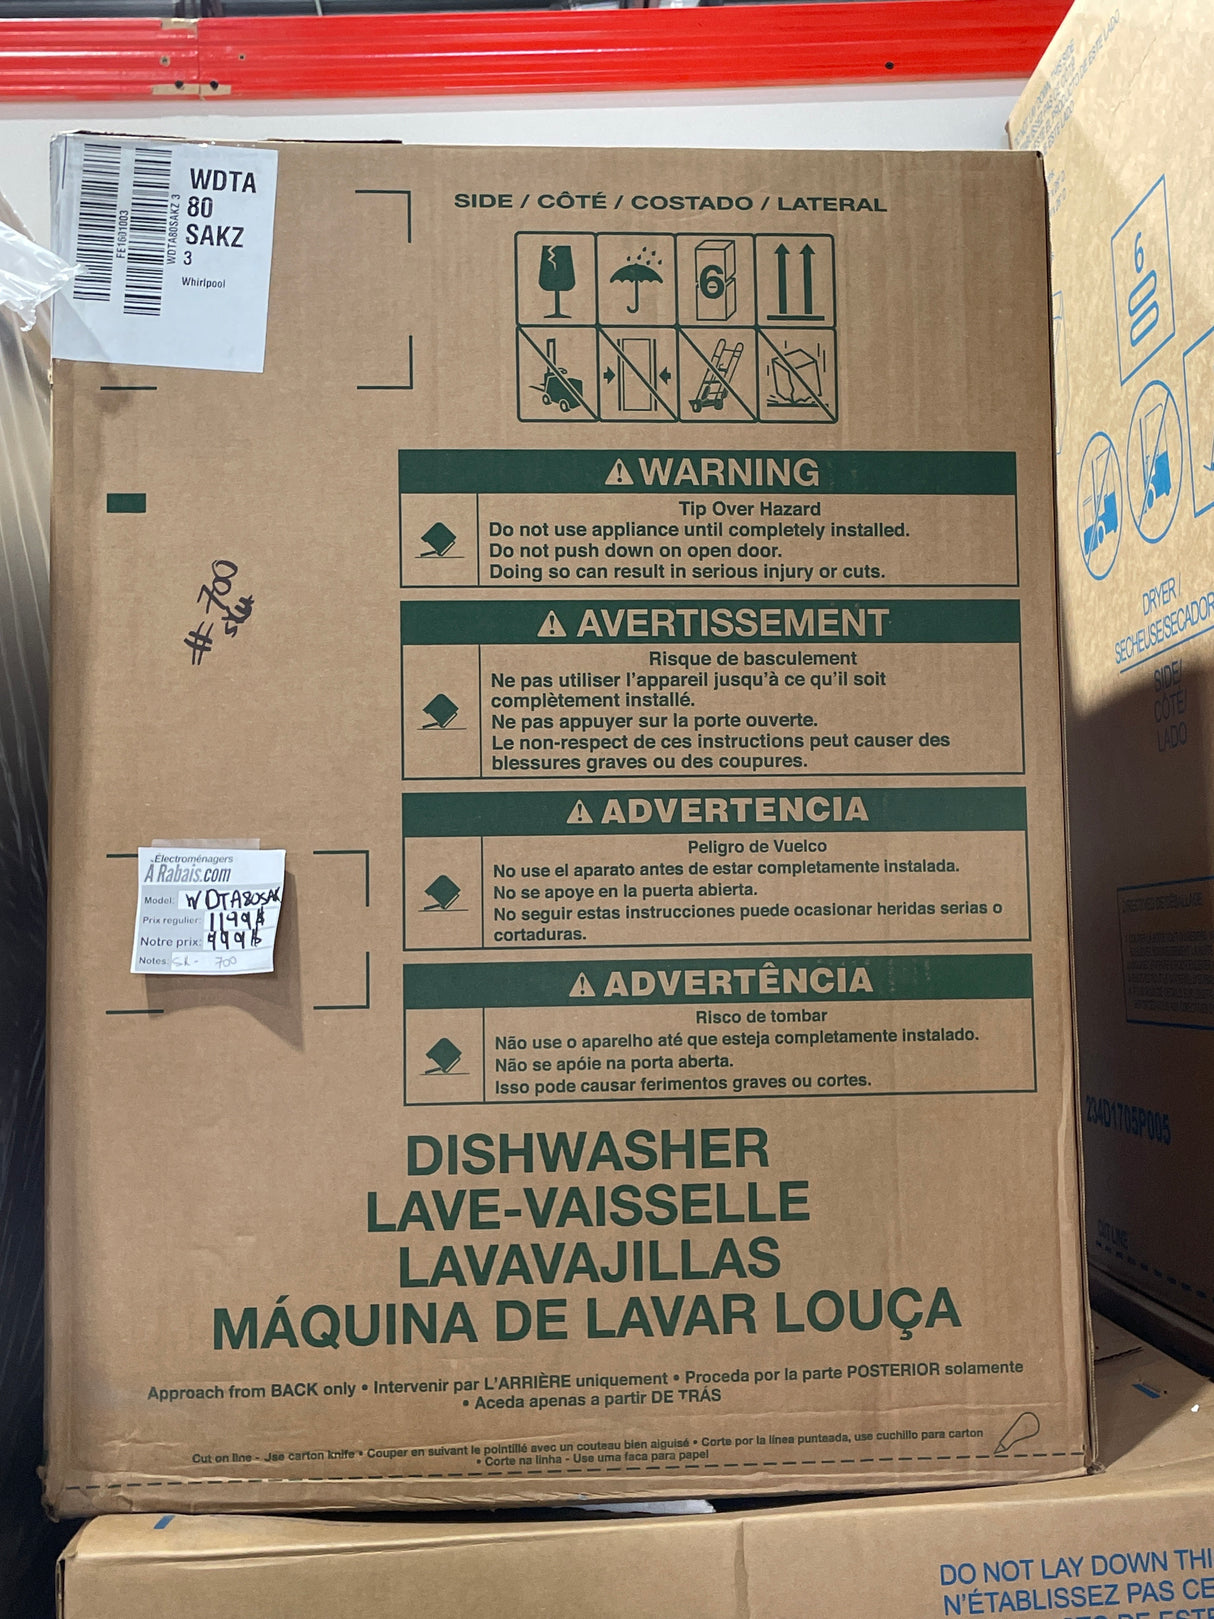 WDTA
80
SAKZ
3
Whirlpool
FE1601003
WDTA80SAKZ 3
SIDE / CÔTÉ / COSTADO / LATERAL
6
WARNING
Tip Over Hazard
Do not use appliance until completely installed.
Do not push down on open door.
Doing so can result in serious injury or cuts.
#700
AVERTISSEMENT
Risque de basculement
Ne pas utiliser l'appareil jusqu'à ce qu'il soit
complètement installé.
Ne pas appuyer sur la porte ouverte.
Le non-respect de ces instructions peut causer des
blessures graves ou des coupures.
ADVERTENCIA
Peligro de Vuelco
No use el aparato antes de estar completamente instalada.
No se apoye en la puerta abierta.
No seguir estas instrucciones puede ocasionar heridas serias o
cortaduras.
Électroménagers
À Rabais.com
Model: WDTA80SAK
Prix regulier: 1199$
Notre prix: 999$
Notes: SK - 700
ADVERTÊNCIA
Risco de tombar
Não use o aparelho até que esteja completamente instalado.
Não se apóie na porta aberta.
Isso pode causar ferimentos graves ou cortes.
DISHWASHER
LAVE-VAISSELLE
LAVAVAJILLAS
MÁQUINA DE LAVAR LOUÇA
Approach from BACK only • Intervenir par L'ARRIÈRE uniquement • Proceda por la parte POSTERIOR solamente
• Aceda apenas a partir DE TRÁS
Cut on line - Use carton knife • Couper en suivant le pointillé avec un couteau bien aiguisé • Corte por la línea punteada, use cuchillo para carton
• Corte na linha - Use uma faca para papel
6
DRYER /
SECHEUSE/SECADOR
SIDE/
CÔTÉ/
LADO
234D1705P005
CUT LINE
DO NOT LAY DOWN THI
N'ÉTABLISSEZ PAS CE